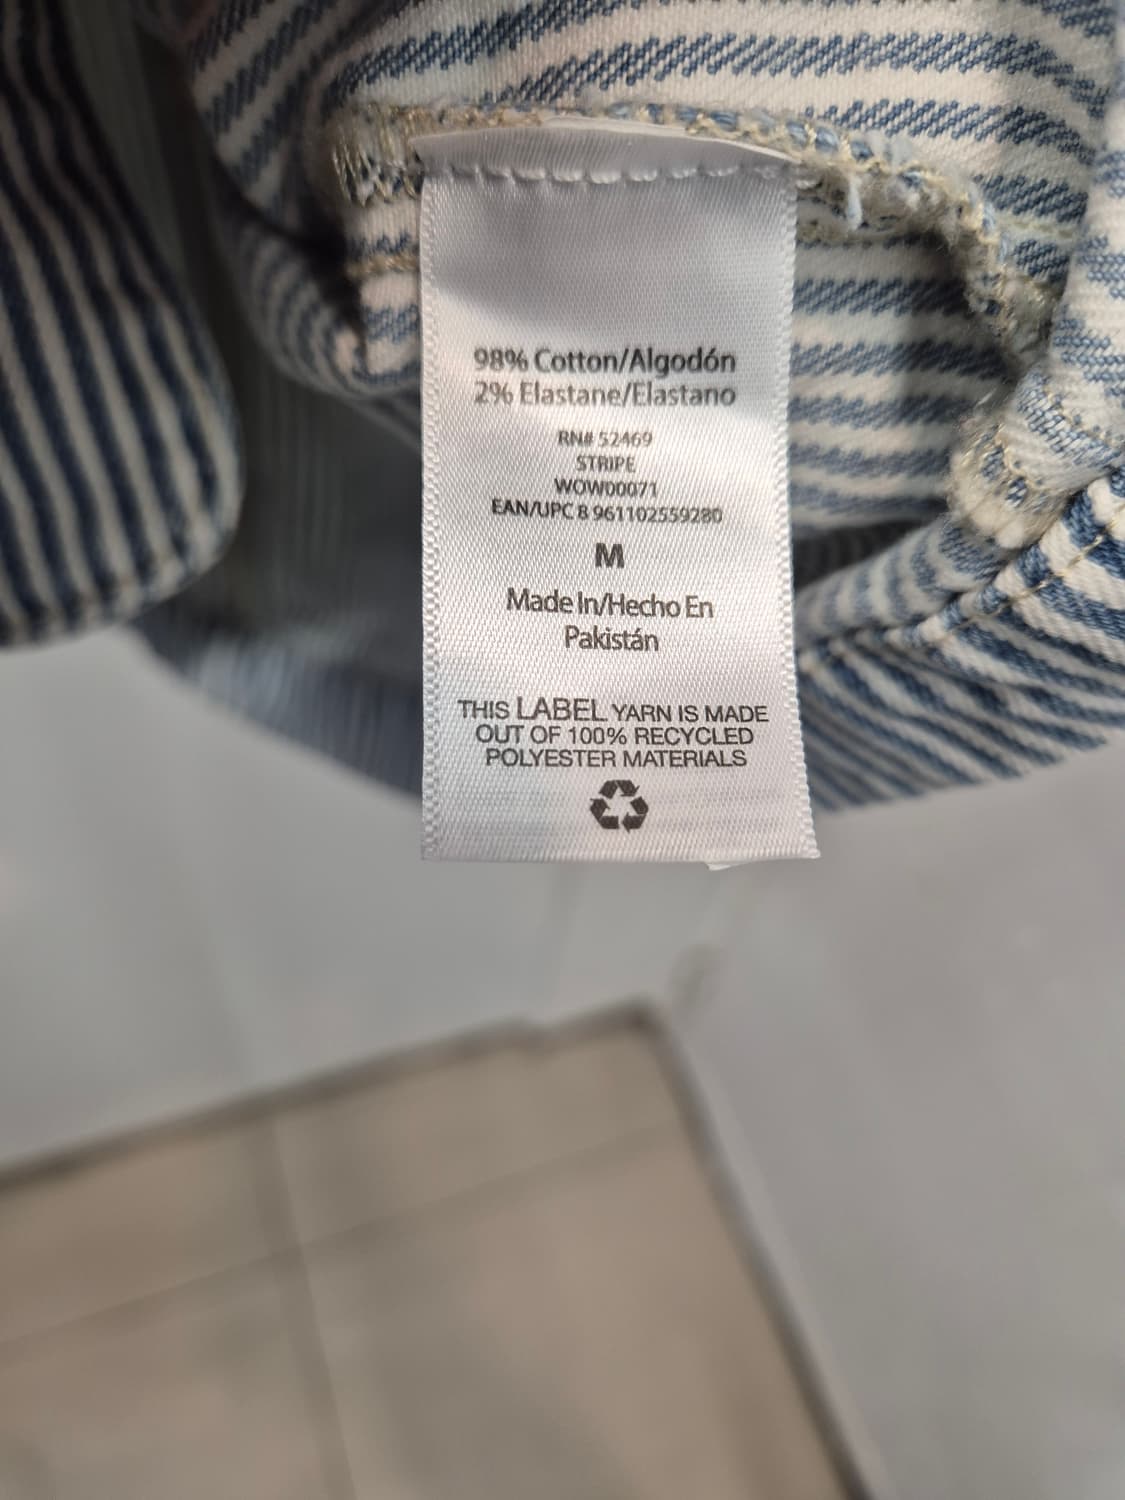 98% Cotton/Algodón
2% Elastane/Elastano
RN# 52469
STRIPE
WOW00071
EAN/UPC 8 961102559280
M
Made In/Hecho En
Pakistán
THIS LABEL YARN IS MADE
OUT OF 100% RECYCLED
POLYESTER MATERIALS